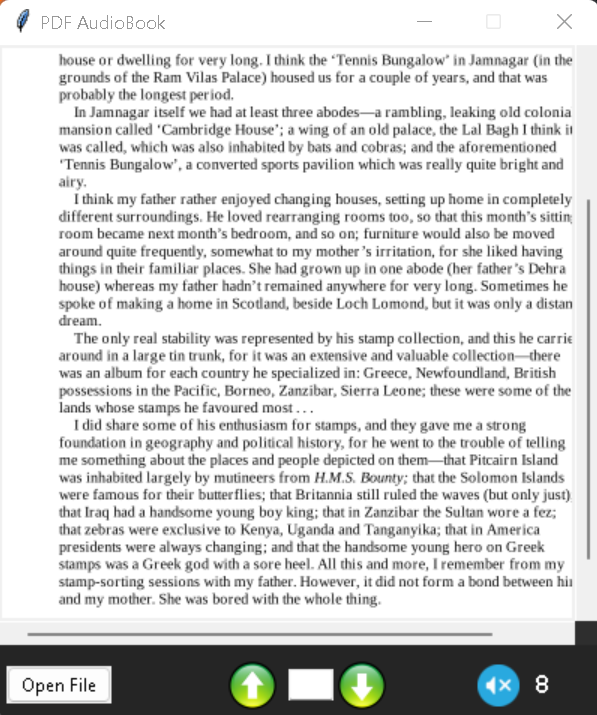 PDF AudioBook
house or dwelling for very long. I think the ‘Tennis Bungalow’ in Jamnagar (in the
grounds of the Ram Vilas Palace) housed us for a couple of years, and that was
probably the longest period.
In Jamnagar itself we had at least three abodes—a rambling, leaking old colonia
mansion called ‘Cambridge House’; a wing of an old palace, the Lal Bagh I think it
was called, which was also inhabited by bats and cobras; and the aforementioned
‘Tennis Bungalow’, a converted sports pavilion which was really quite bright and
airy.
I think my father rather enjoyed changing houses, setting up home in completely
different surroundings. He loved rearranging rooms too, so that this month’s sittin
room became next month’s bedroom, and so on; furniture would also be moved
around quite frequently, somewhat to my mother’s irritation, for she liked having
things in their familiar places. She had grown up in one abode (her father’s Dehra
house) whereas my father hadn’t remained anywhere for very long. Sometimes he
spoke of making a home in Scotland, beside Loch Lomond, but it was only a distan
dream.
The only real stability was represented by his stamp collection, and this he carrie
around in a large tin trunk, for it was an extensive and valuable collection—there
was an album for each country he specialized in: Greece, Newfoundland, British
possessions in the Pacific, Borneo, Zanzibar, Sierra Leone; these were some of the
lands whose stamps he favoured most . . .
I did share some of his enthusiasm for stamps, and they gave me a strong
foundation in geography and political history, for he went to the trouble of telling
me something about the places and people depicted on them—that Pitcairn Island
was inhabited largely by mutineers from H.M.S. Bounty; that the Solomon Islands
were famous for their butterflies; that Britannia still ruled the waves (but only just)
that Iraq had a handsome young boy king; that in Zanzibar the Sultan wore a fez;
that zebras were exclusive to Kenya, Uganda and Tanganyika; that in America
presidents were always changing; and that the handsome young hero on Greek
stamps was a Greek god with a sore heel. All this and more, I remember from my
stamp-sorting sessions with my father. However, it did not form a bond between hi
and my mother. She was bored with the whole thing.
Open File
8